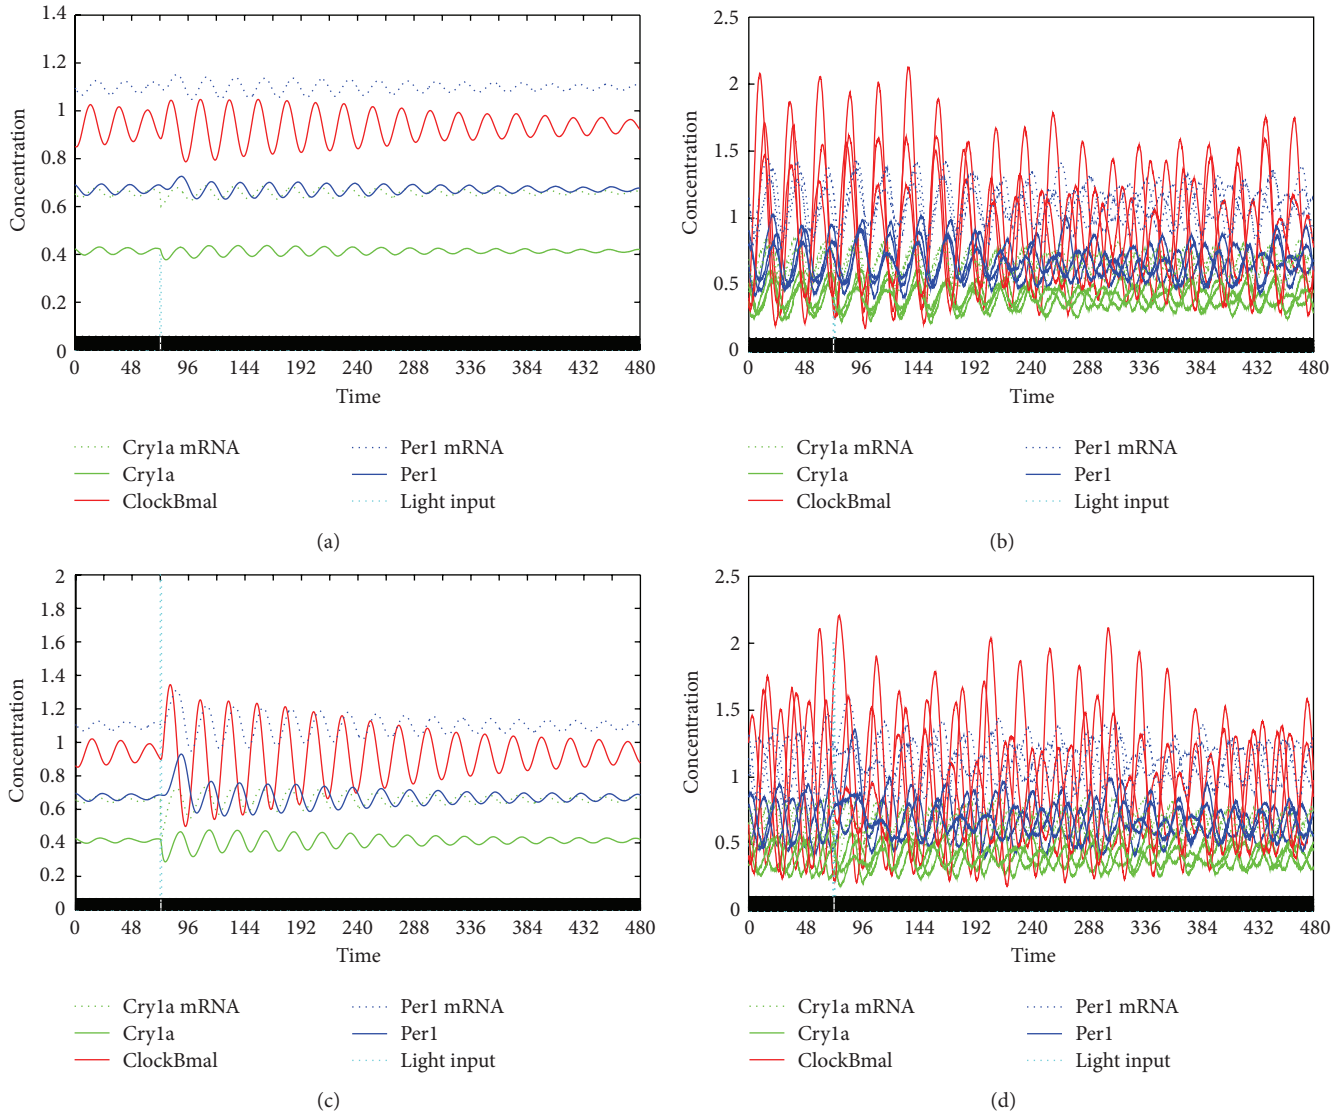 1.4
1.2
1
0.8
0.6
0.4
0.2
0
Concentration
0 48 96 144 192 240 288 336 384 432 480
Time
Cry1a mRNA
Cry1a
ClockBmal
Per1 mRNA
Per1
Light input
(a)
2.5
2
1.5
1
0.5
0
Concentration
0 48 96 144 192 240 288 336 384 432 480
Time
Cry1a mRNA
Cry1a
ClockBmal
Per1 mRNA
Per1
Light input
(b)
2
1.8
1.6
1.4
1.2
1
0.8
0.6
0.4
0.2
0
Concentration
0 48 96 144 192 240 288 336 384 432 480
Time
Cry1a mRNA
Cry1a
ClockBmal
Per1 mRNA
Per1
Light input
(c)
2.5
2
1.5
1
0.5
0
Concentration
0 48 96 144 192 240 288 336 384 432 480
Time
Cry1a mRNA
Cry1a
ClockBmal
Per1 mRNA
Per1
Light input
(d)